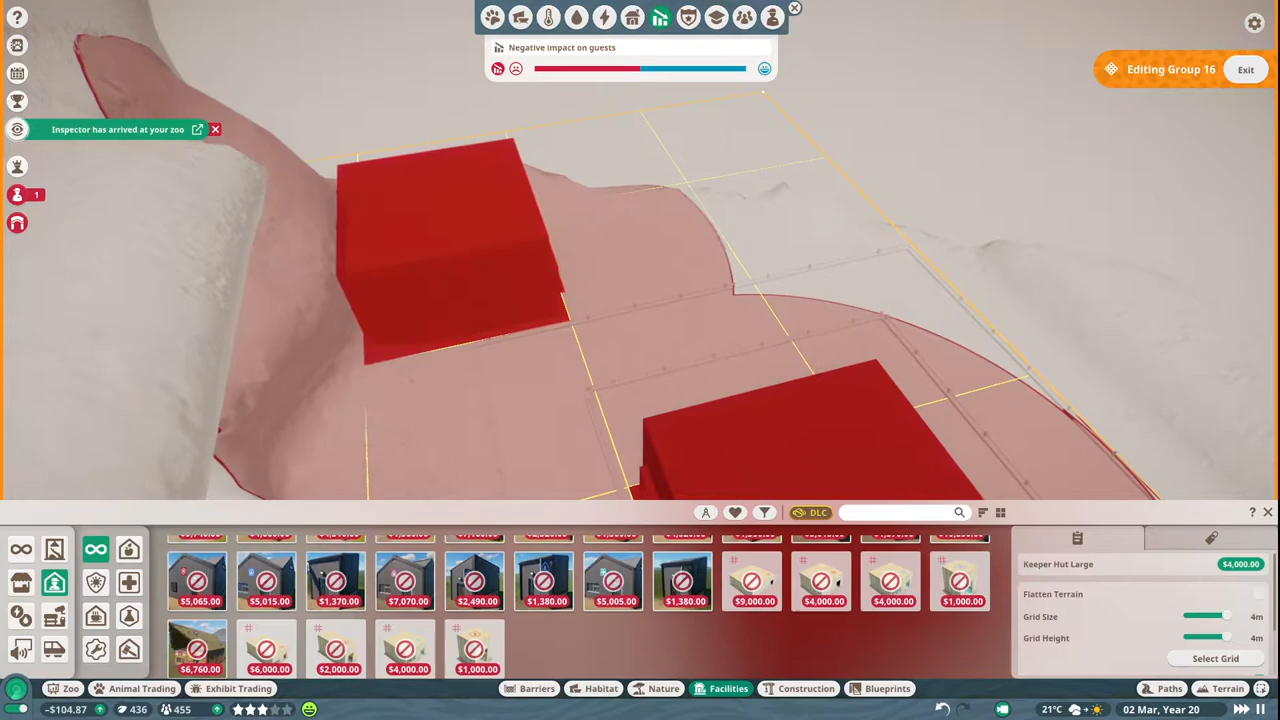 Negative impact on guests
Editing Group 16
Exit
Inspector has arrived at your zoo
1
DLC
$5,065.00
$5,015.00
$1,370.00
$7,070.00
$2,490.00
$1,380.00
$5,005.00
$1,380.00
$9,000.00
$4,000.00
$4,000.00
$1,000.00
$6,760.00
$6,000.00
$2,000.00
$4,000.00
$1,000.00
Keeper Hut Large
$4,000.00
Flatten Terrain
Grid Size
4m
Grid Height
4m
Select Grid
Zoo
Animal Trading
Exhibit Trading
Barriers
Habitat
Nature
Facilities
Construction
Blueprints
Paths
Terrain
-$104.87
436
455
21°C
02 Mar, Year 20